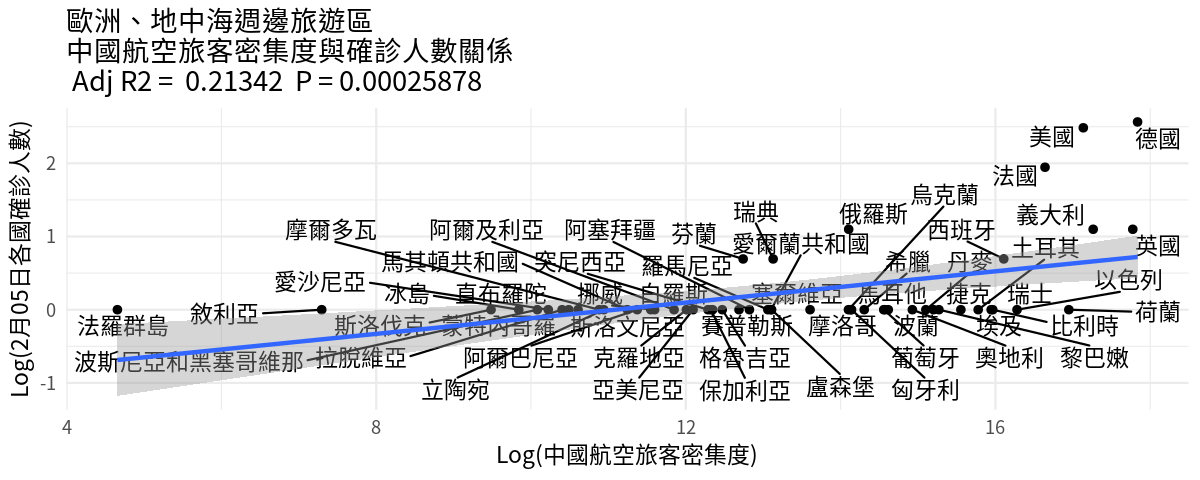 歐洲、地中海週邊旅遊區
中國航空旅客密集度與確診人數關係
Adj R2 = 0.21342 P = 0.00025878
Log(2月05日各國確診人數)
2
1
0
-1
美國
德國
法國
烏克蘭
瑞典
俄羅斯
義大利
摩爾多瓦
阿爾及利亞
阿塞拜疆
芬蘭
愛爾蘭共和國
西班牙
土耳其
英國
馬其頓共和國
突尼西亞
羅馬尼亞
希臘
丹麥
愛沙尼亞
冰島
直布羅陀
挪威
白羅斯
塞爾維亞
馬耳他
捷克
瑞士
以色列
敘利亞
荷蘭
法羅群島
斯洛伐克
蒙特內哥羅
斯洛文尼亞
賽普勒斯
摩洛哥
波蘭
埃及
比利時
波斯尼亞和黑塞哥維那
拉脫維亞
阿爾巴尼亞
克羅地亞
格魯吉亞
葡萄牙
奧地利
黎巴嫩
立陶宛
亞美尼亞
保加利亞
盧森堡
匈牙利
4
8
12
16
Log(中國航空旅客密集度)